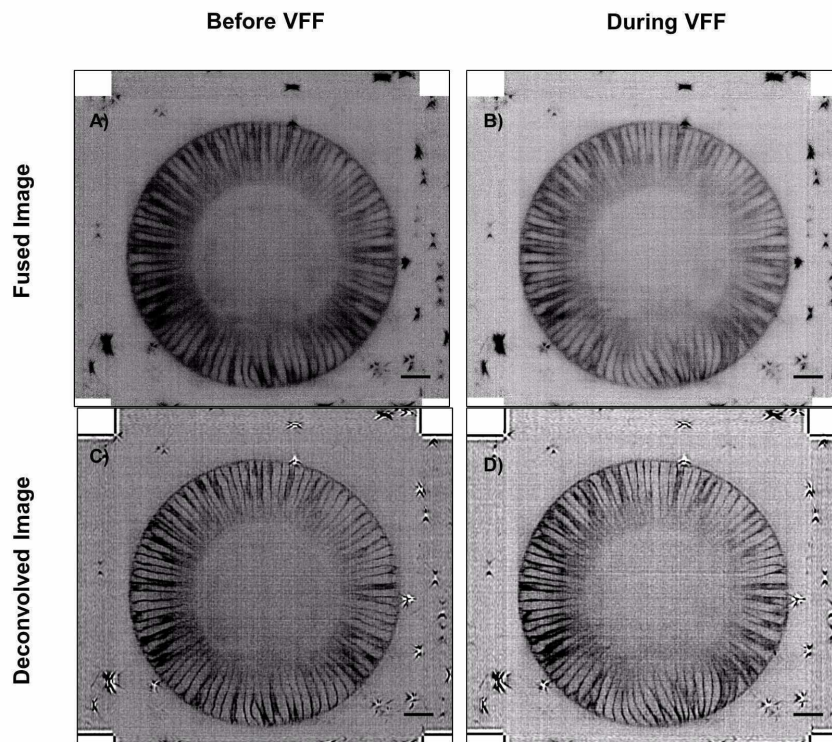 Before VFF
During VFF
Fused Image
A)
B)
Deconvolved Image
C)
D)